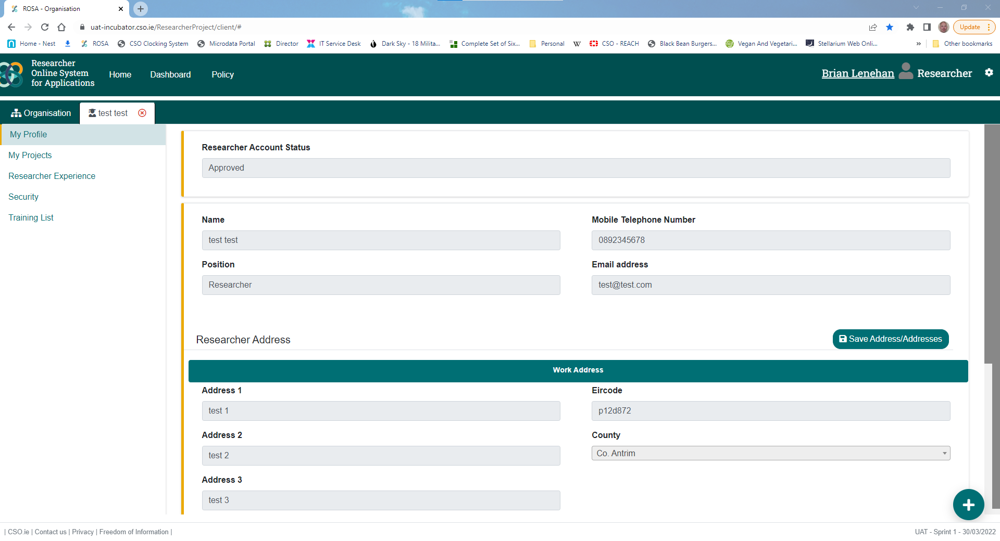 ROSA - Organisation
uat-incubator.cso.ie/ResearcherProject/client/#
Update
Home - Nest
ROSA
CSO Clocking System
Microdata Portal
Director
IT Service Desk
Dark Sky - 18 Milita...
Complete Set of Six...
Personal
W
CSO - REACH
Black Bean Burgers...
Vegan And Vegetari...
Stellarium Web Onli...
»
Other bookmarks
Researcher
Online System
for Applications
Home
Dashboard
Policy
Brian Lenehan
Researcher
Organisation
test test
My Profile
My Projects
Researcher Experience
Security
Training List
Researcher Account Status
Approved
Name
Mobile Telephone Number
test test
0892345678
Position
Email address
Researcher
test@test.com
Researcher Address
Save Address/Addresses
Work Address
Address 1
Eircode
test 1
p12d872
Address 2
County
test 2
Co. Antrim
Address 3
test 3
| CSO.ie | Contact us | Privacy | Freedom of Information |
UAT - Sprint 1 - 30/03/2022